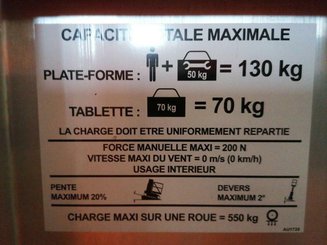 CAPACITÉ TOTALE MAXIMALE
PLATE-FORME : + 50 kg = 130 kg
TABLETTE : 70 kg = 70 kg
LA CHARGE DOIT ETRE UNIFORMEMENT REPARTIE
FORCE MANUELLE MAXI = 200 N
VITESSE MAXI DU VENT = 0 m/s (0 km/h)
USAGE INTERIEUR
PENTE DEVERS
MAXIMUM 20% MAXIMUM 2°
CHARGE MAXI SUR UNE ROUE = 550 kg